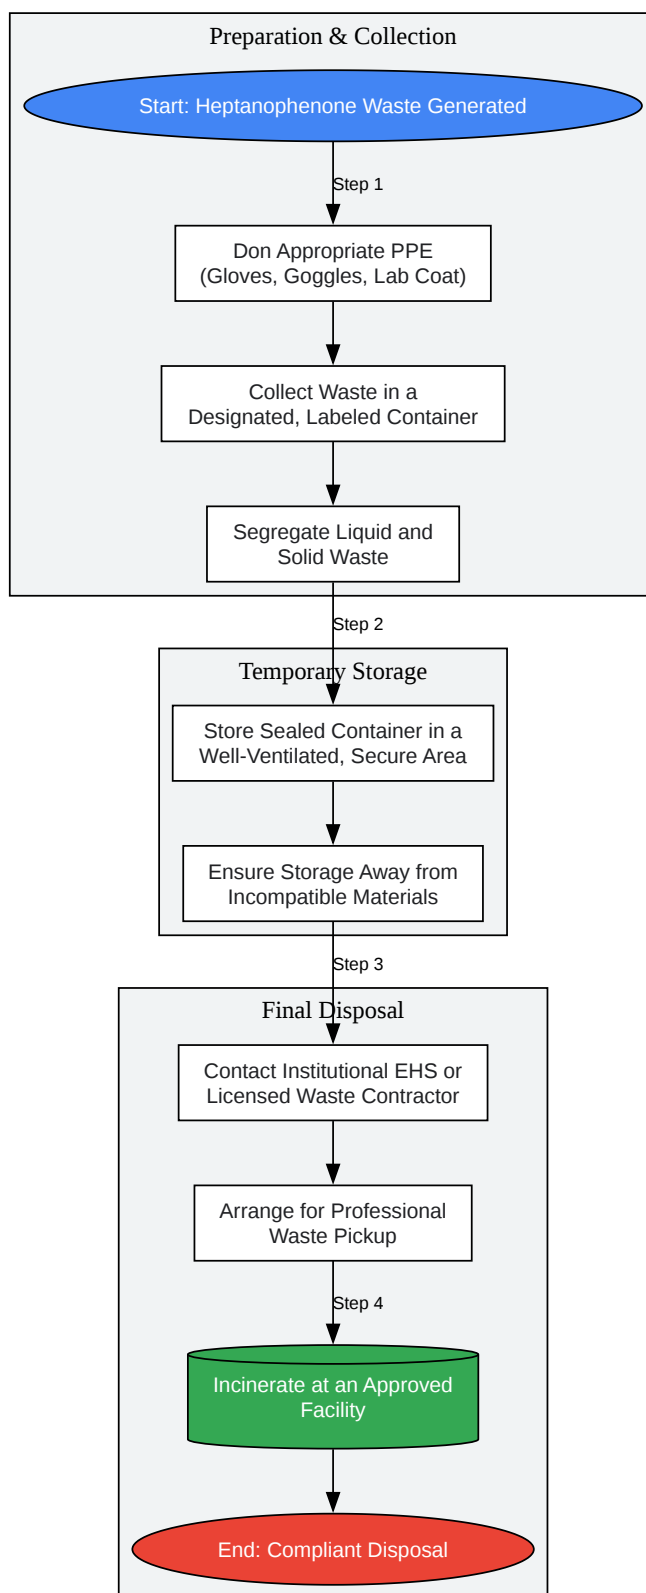 Preparation & Collection
Start: Heptanophenone Waste Generated
Step 1
Don Appropriate PPE
(Gloves, Goggles, Lab Coat)
Collect Waste in a
Designated, Labeled Container
Segregate Liquid and
Solid Waste
Step 2
Temporary Storage
Store Sealed Container in a
Well-Ventilated, Secure Area
Ensure Storage Away from
Incompatible Materials
Step 3
Final Disposal
Contact Institutional EHS or
Licensed Waste Contractor
Arrange for Professional
Waste Pickup
Step 4
Incinerate at an Approved
Facility
End: Compliant Disposal